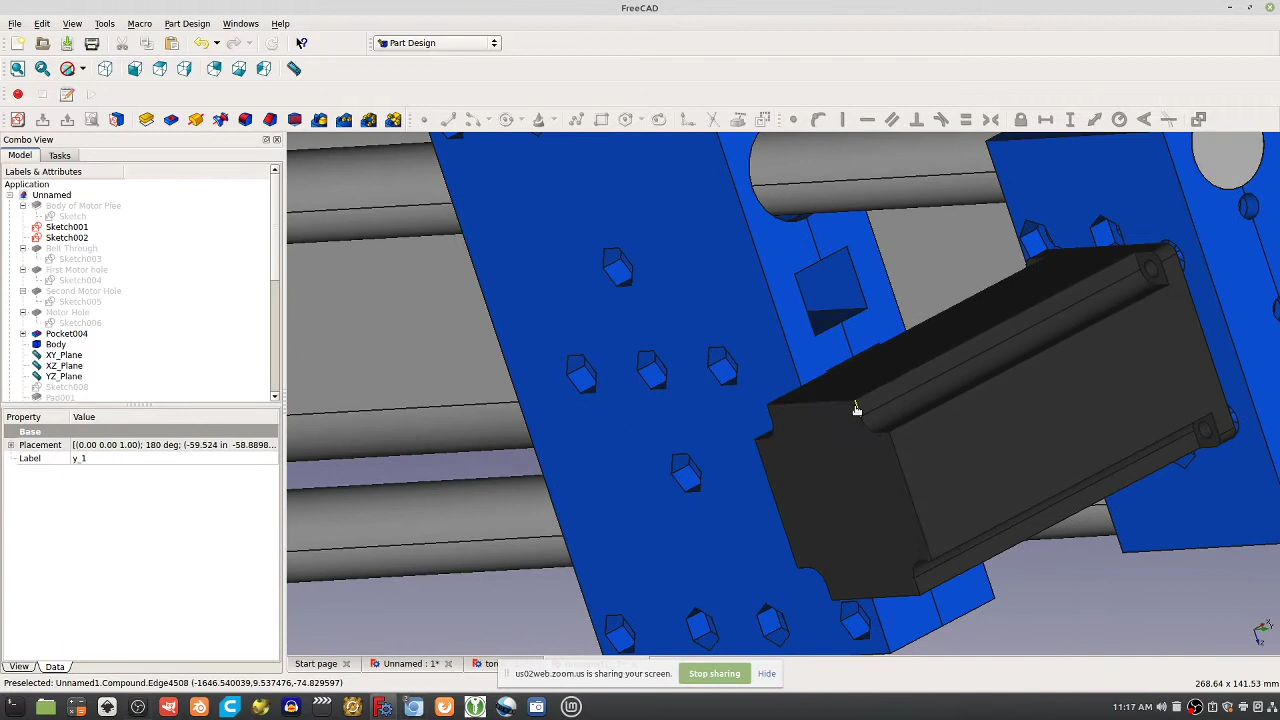 FreeCAD
File Edit View Tools Macro Part Design Windows Help
Part Design
Combo View
Model Tasks
Labels & Attributes
Application
Unnamed
Body of Motor Piee
Sketch
Sketch001
Sketch002
Belt Through
Sketch003
First Motor hole
Sketch004
Second Motor Hole
Sketch005
Motor Hole
Sketch006
Pocket004
Body
XY_Plane
XZ_Plane
YZ_Plane
Sketch008
Pad001
Property Value
Base
Placement [(0.00 0.00 1.00); 180 deg; (-59.524 in -58.8898...
Label y_1
View Data
Start page Unnamed : 1*
us02web.zoom.us is sharing your screen. Stop sharing Hide
Preselected: Unnamed1.Compound.Edge4508 (-1646.540039,9.537476,-74.829597) 268.64 x 141.53 mm
11:17 AM